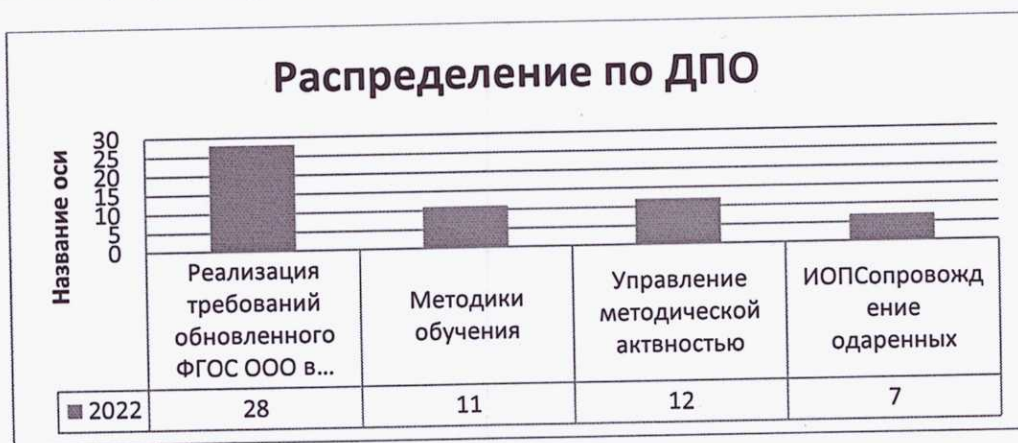 Распределение по ДПО
Название оси
30
25
20
15
10
5
0
Реализация
требований
обновленного
ФГОС ООО в...
Методики
обучения
Управление
методической
актвностью
ИОПСопровожд
ение
одаренных
2022 28 11 12 7